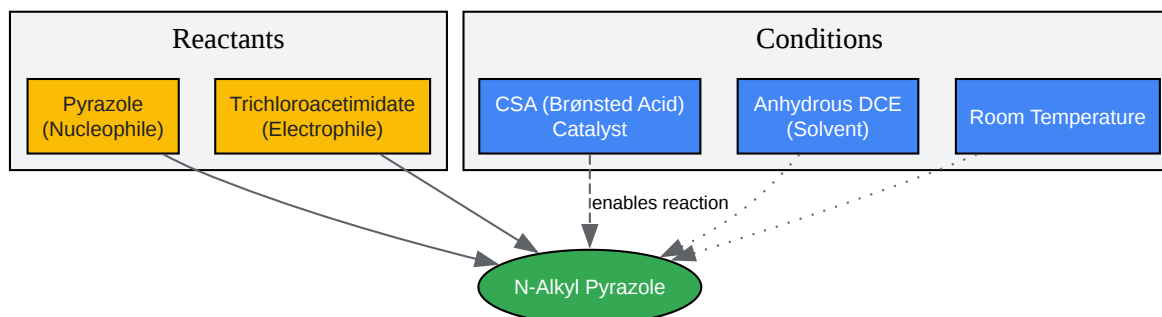 Reactants
Conditions
Pyrazole
(Nucleophile)
Trichloroacetimidate
(Electrophile)
CSA (Brønsted Acid)
Catalyst
Anhydrous DCE
(Solvent)
Room Temperature
enables reaction
N-Alkyl Pyrazole